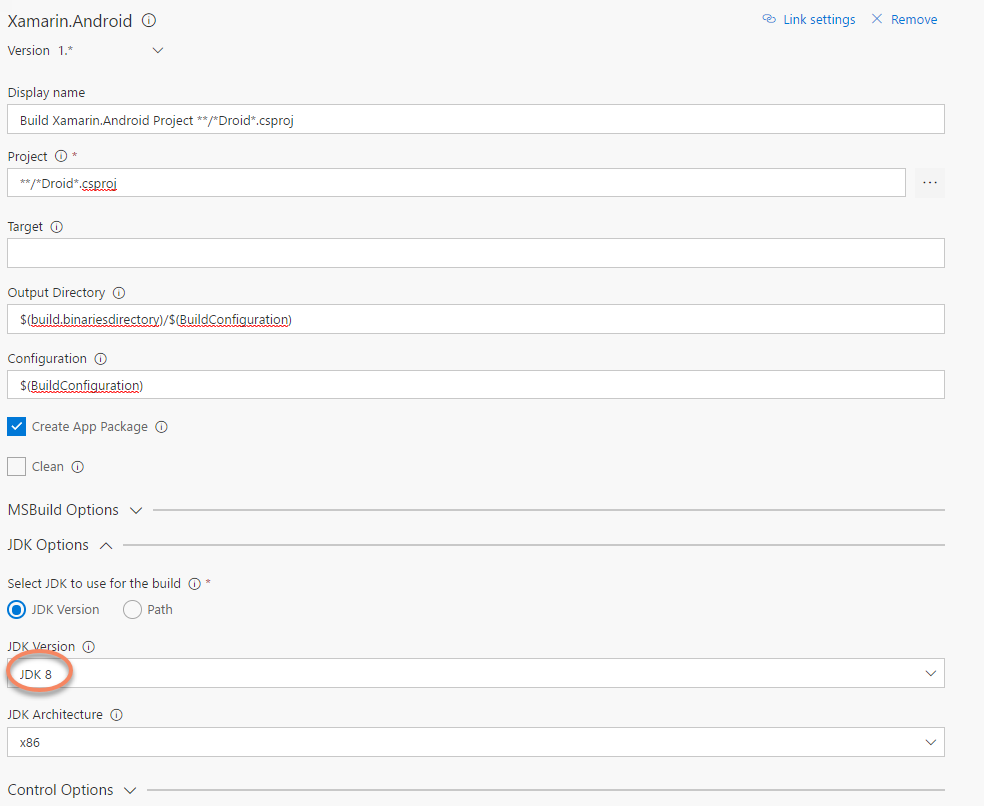 Xamarin.Android
Link settings
Remove
Version 1.*
Display name
Build Xamarin.Android Project **/*Droid*.csproj
Project *
**/*Droid*.csproj
...
Target
Output Directory
$(build.binariesdirectory)/$(BuildConfiguration)
Configuration
$(BuildConfiguration)
Create App Package
Clean
MSBuild Options
JDK Options
Select JDK to use for the build *
JDK Version Path
JDK Version
JDK 8
JDK Architecture
x86
Control Options